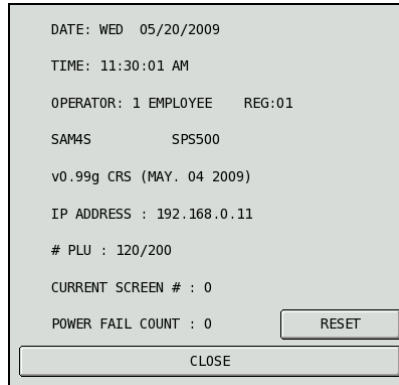 DATE: WED 05/20/2009
TIME: 11:30:01 AM
OPERATOR: 1 EMPLOYEE REG:01
SAM4S SPS500
v0.99g CRS (MAY. 04 2009)
IP ADDRESS : 192.168.0.11
# PLU : 120/200
CURRENT SCREEN # : 0
POWER FAIL COUNT : 0 RESET
CLOSE